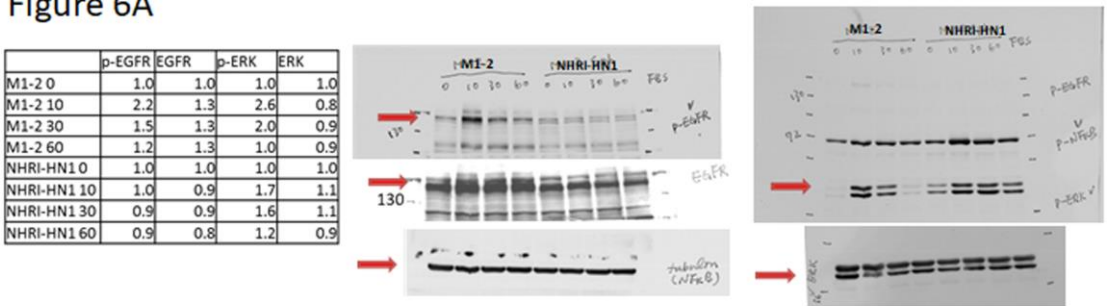 Figure 6A
p-EGFR EGFR p-ERK ERK
M1-2 0 1.0 1.0 1.0 1.0
M1-2 10 2.2 1.3 2.6 0.8
M1-2 30 1.5 1.3 2.0 0.9
M1-2 60 1.2 1.3 1.0 0.9
NHRI-HN1 0 1.0 1.0 1.0 1.0
NHRI-HN1 10 1.0 0.9 1.7 1.1
NHRI-HN1 30 0.9 0.9 1.6 1.1
NHRI-HN1 60 0.9 0.8 1.2 0.9
M1-2 NHRI-HN1
0 10 30 60 0 10 30 60 FBS
130
p-EGFR
EGFR
130
tubulin
(NFkB)
M1-2 NHRI-HN1
0 10 30 60 0 10 30 60 FBS
130
p-EGFR
92
p-NFkB
p-ERK
ERK